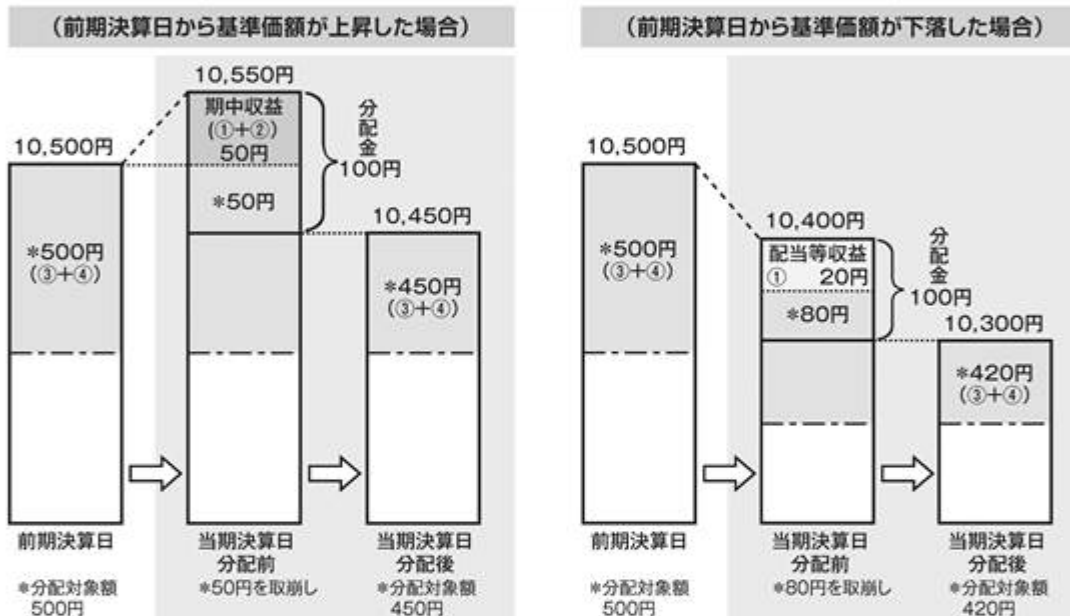 (前期決算日から基準価額が上昇した場合)
10,550円
期中収益
(①+②)
50円
*50円
分配金
100円
10,500円
*500円
(③+④)
10,450円
*450円
(③+④)
前期決算日
当期決算日
分配前
当期決算日
分配後
*分配対象額
500円
*50円を取崩し
*分配対象額
450円
(前期決算日から基準価額が下落した場合)
10,500円
*500円
(③+④)
10,400円
配当等収益
① 20円
*80円
分配金
100円
10,300円
*420円
(③+④)
前期決算日
当期決算日
分配前
当期決算日
分配後
*分配対象額
500円
*80円を取崩し
*分配対象額
420円